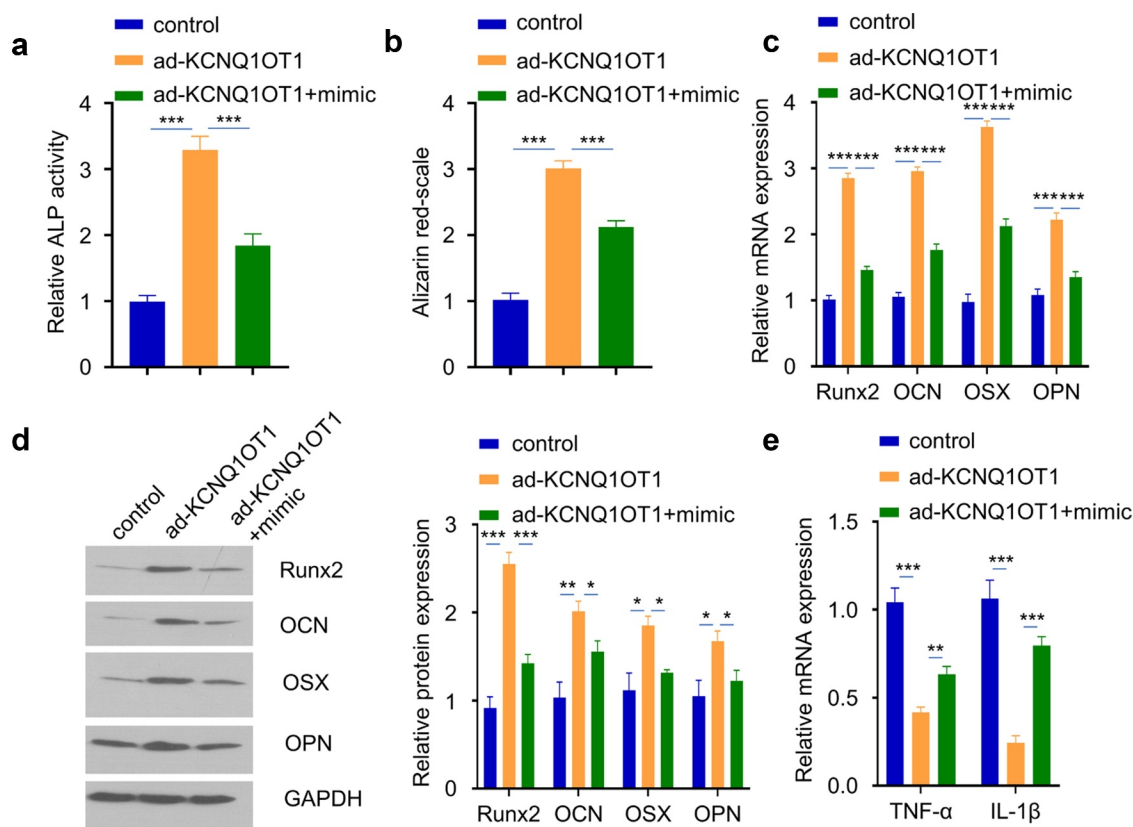 a
control
ad-KCNQ1OT1
ad-KCNQ1OT1+mimic
Relative ALP activity
4
3
2
1
0
*** ***
b
control
ad-KCNQ1OT1
ad-KCNQ1OT1+mimic
Alizarin red-scale
4
3
2
1
0
*** ***
c
control
ad-KCNQ1OT1
ad-KCNQ1OT1+mimic
Relative mRNA expression
4
3
2
1
0
*** *** *** *** *** *** *** ***
Runx2 OCN OSX OPN
d
control
ad-KCNQ1OT1
ad-KCNQ1OT1
+mimic
Runx2
OCN
OSX
OPN
GAPDH
control
ad-KCNQ1OT1
ad-KCNQ1OT1+mimic
Relative protein expression
3
2
1
0
*** *** ** * * * * *
Runx2 OCN OSX OPN
e
control
ad-KCNQ1OT1
ad-KCNQ1OT1+mimic
Relative mRNA expression
1.5
1.0
0.5
0.0
*** ** *** ***
TNF-α IL-1β